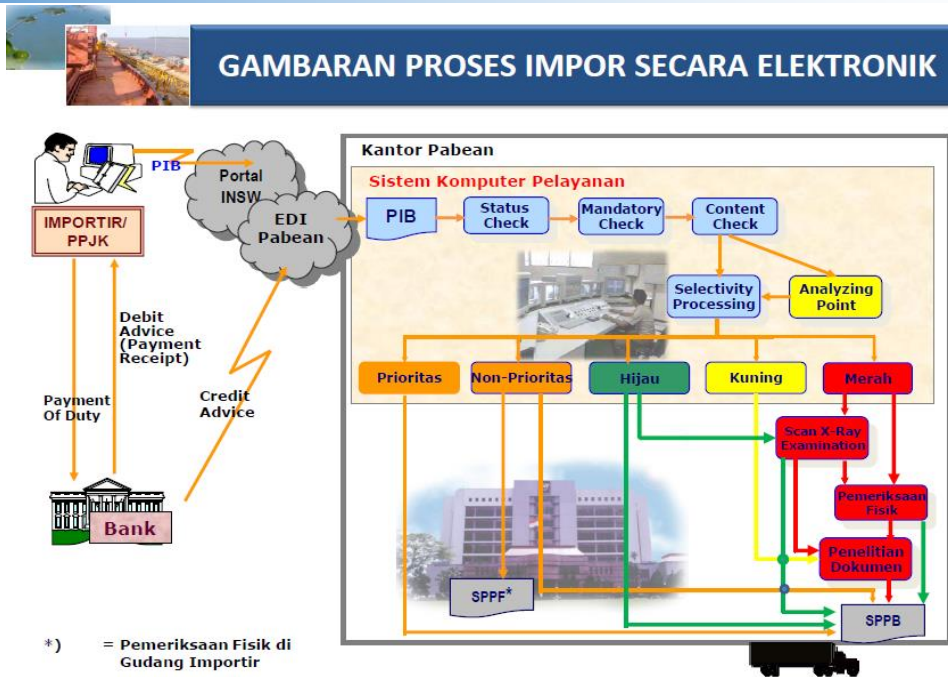 GAMBARAN PROSES IMPOR SECARA ELEKTRONIK
PIB
IMPORTIR/
PPJK
Portal
INSW
EDI
Pabean
Debit
Advice
(Payment
Receipt)
Payment
Of Duty
Credit
Advice
Bank
Kantor Pabean
Sistem Komputer Pelayanan
PIB
Status
Check
Mandatory
Check
Content
Check
Selectivity
Processing
Analyzing
Point
Prioritas
Non-Prioritas
Hijau
Kuning
Merah
Scan X-Ray
Examination
Pemeriksaan
Fisik
Penelitian
Dokumen
SPPF*
SPPB
*) = Pemeriksaan Fisik di
Gudang Importir